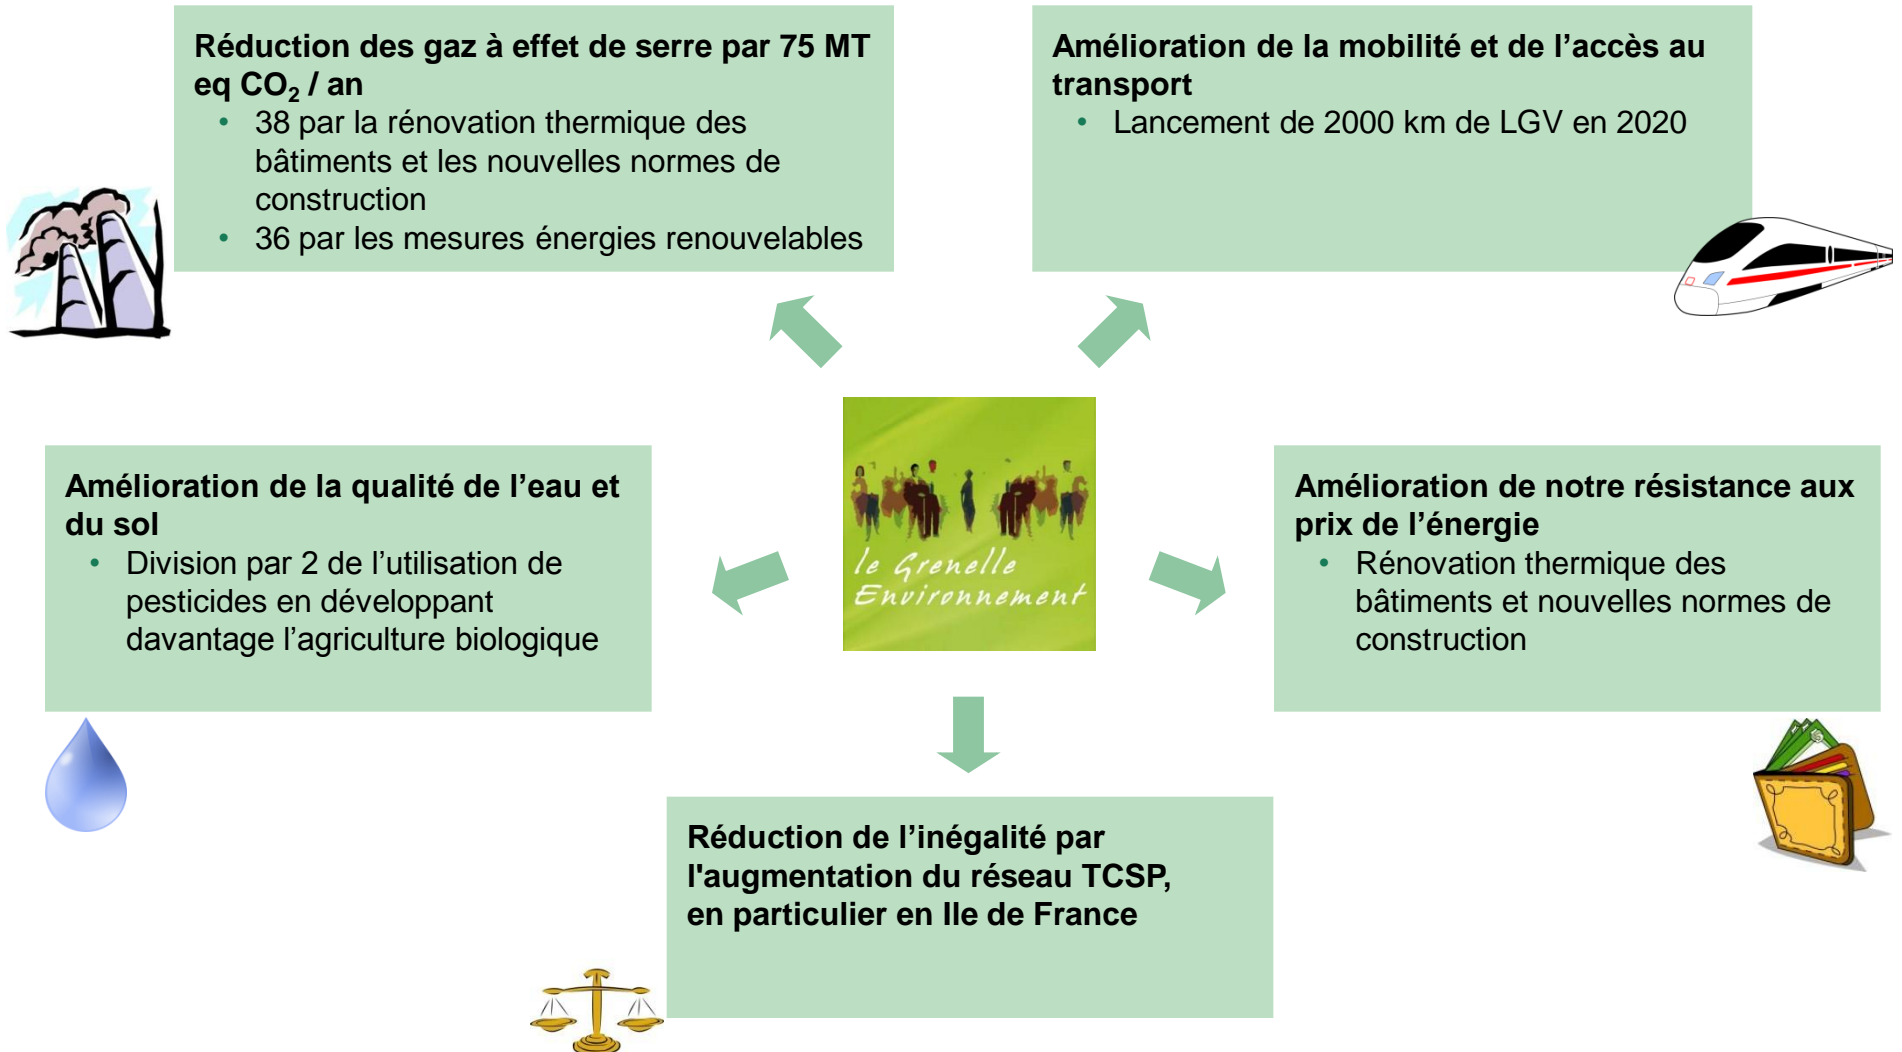 Réduction des gaz à effet de serre par 75 MT
eq CO₂ / an
• 38 par la rénovation thermique des
bâtiments et les nouvelles normes de
construction
• 36 par les mesures énergies renouvelables
Amélioration de la mobilité et de l’accès au
transport
• Lancement de 2000 km de LGV en 2020
Amélioration de la qualité de l’eau et
du sol
• Division par 2 de l’utilisation de
pesticides en développant
davantage l’agriculture biologique
le Grenelle
Environnement
Amélioration de notre résistance aux
prix de l’énergie
• Rénovation thermique des
bâtiments et nouvelles normes de
construction
Réduction de l’inégalité par
l'augmentation du réseau TCSP,
en particulier en Ile de France